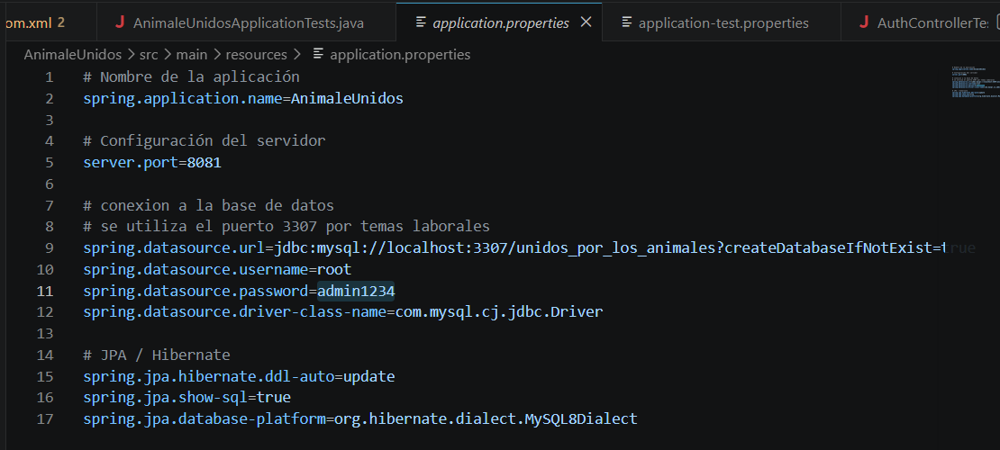 om.xml 2
AnimaleUnidosApplicationTests.java
application.properties
application-test.properties
AuthControllerTe
AnimaleUnidos > src > main > resources > application.properties
1 # Nombre de la aplicación
2 spring.application.name=AnimaleUnidos
3
4 # Configuración del servidor
5 server.port=8081
6
7 # conexion a la base de datos
8 # se utiliza el puerto 3307 por temas laborales
9 spring.datasource.url=jdbc:mysql://localhost:3307/unidos_por_los_animales?createDatabaseIfNotExist=true
10 spring.datasource.username=root
11 spring.datasource.password=admin1234
12 spring.datasource.driver-class-name=com.mysql.cj.jdbc.Driver
13
14 # JPA / Hibernate
15 spring.jpa.hibernate.ddl-auto=update
16 spring.jpa.show-sql=true
17 spring.jpa.database-platform=org.hibernate.dialect.MySQL8Dialect